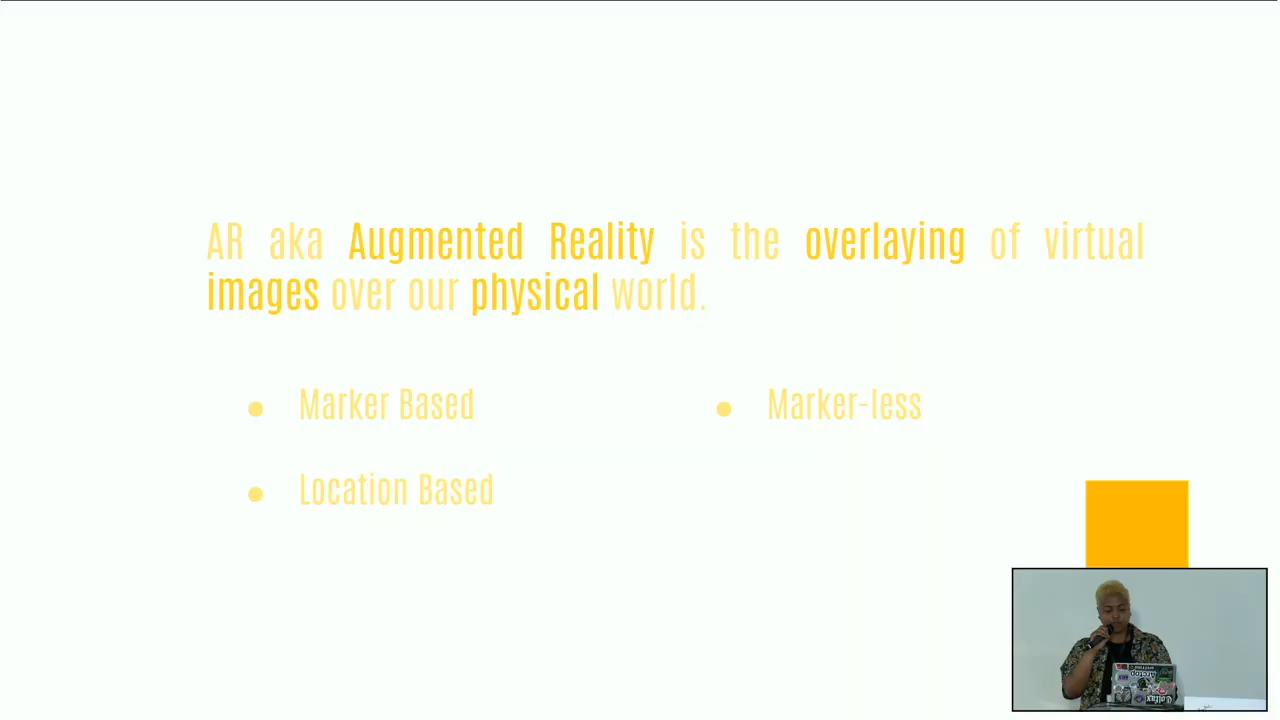 AR aka Augmented Reality is the overlaying of virtual
images over our physical world.
● Marker Based
● Marker-less
● Location Based